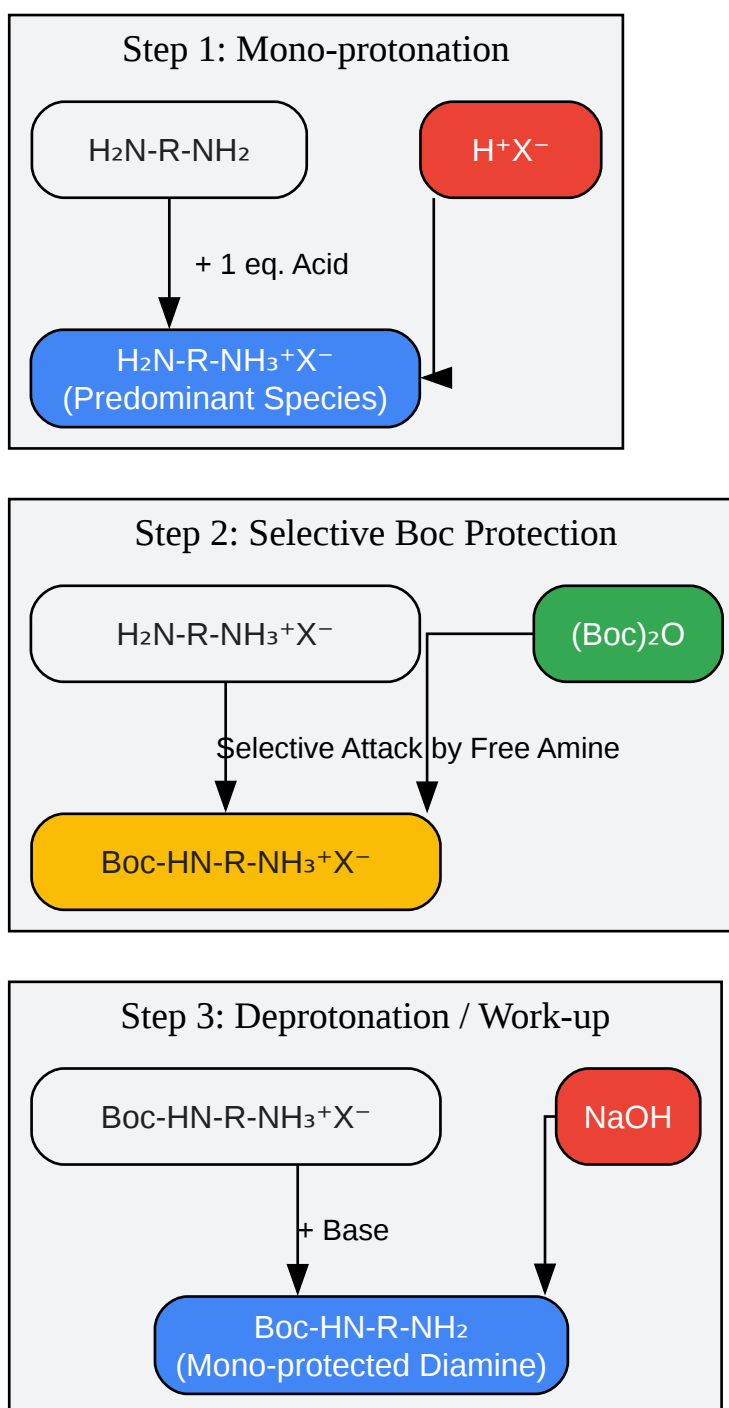 Step 1: Mono-protonation
H₂N-R-NH₂
H⁺X⁻
+ 1 eq. Acid
H₂N-R-NH₃⁺X⁻
(Predominant Species)
Step 2: Selective Boc Protection
H₂N-R-NH₃⁺X⁻
(Boc)₂O
Selective Attack by Free Amine
Boc-HN-R-NH₃⁺X⁻
Step 3: Deprotonation / Work-up
Boc-HN-R-NH₃⁺X⁻
NaOH
+ Base
Boc-HN-R-NH₂
(Mono-protected Diamine)